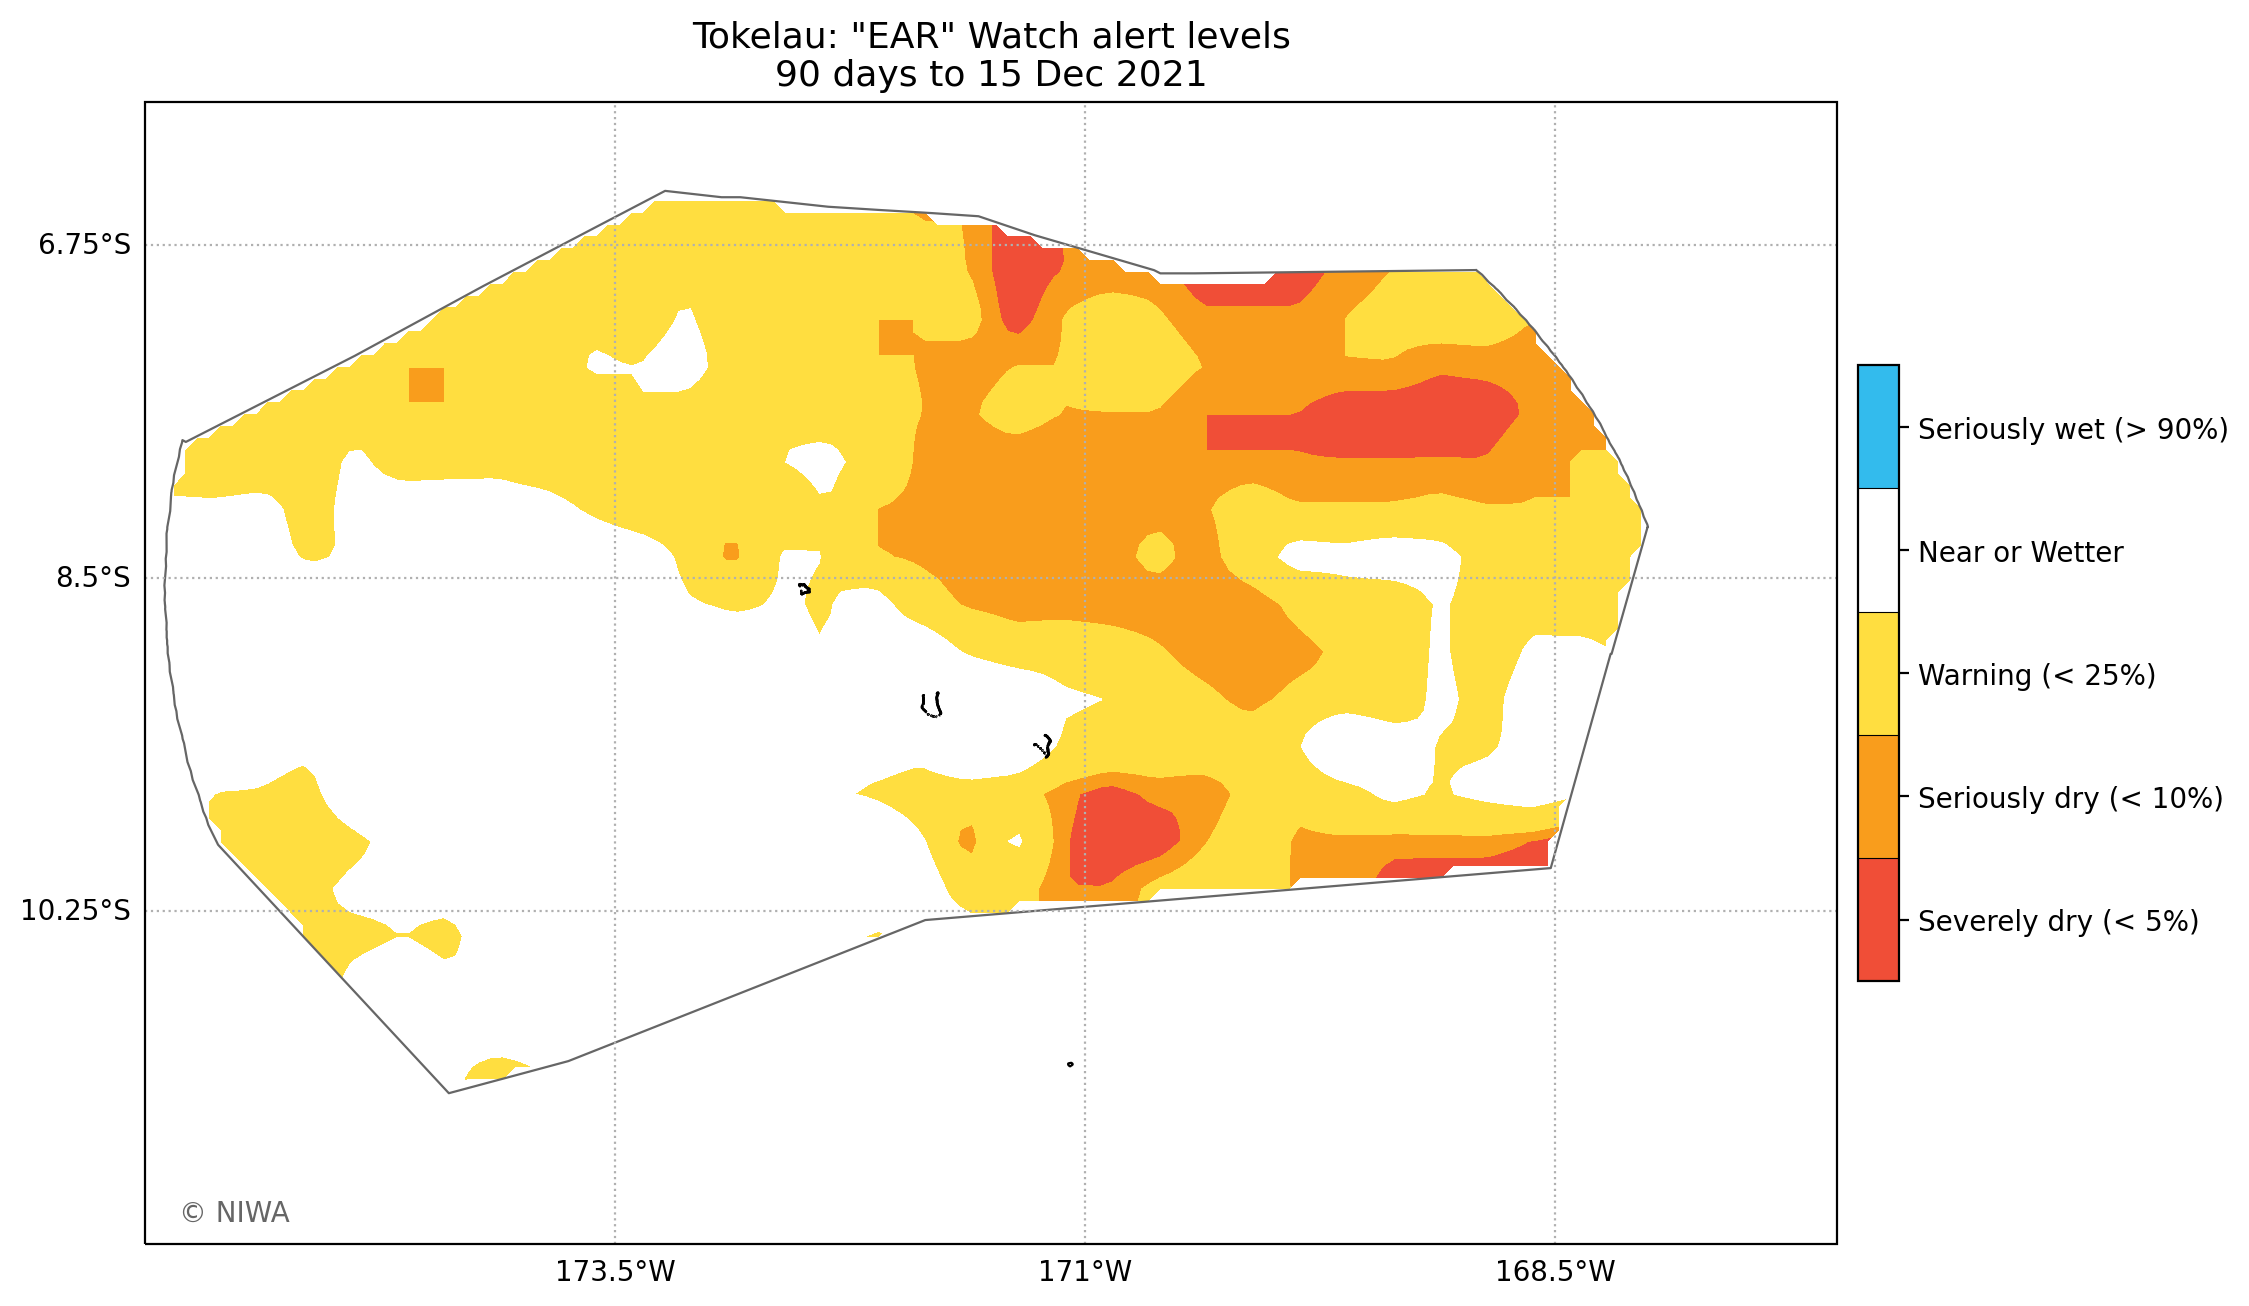 Tokelau: "EAR" Watch alert levels
90 days to 15 Dec 2021
6.75°S
8.5°S
10.25°S
173.5°W
171°W
168.5°W
Seriously wet (> 90%)
Near or Wetter
Warning (< 25%)
Seriously dry (< 10%)
Severely dry (< 5%)
© NIWA